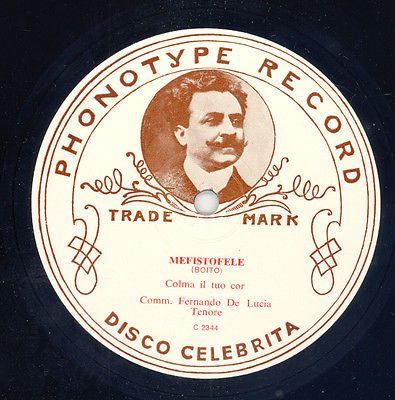 PHONOTYPE RECORD
TRADE MARK
MEFISTOFELE
(BOITO)
Colma il tuo cor
Comm. Fernando De Lucia
Tenore
C 2344
DISCO CELEBRITA